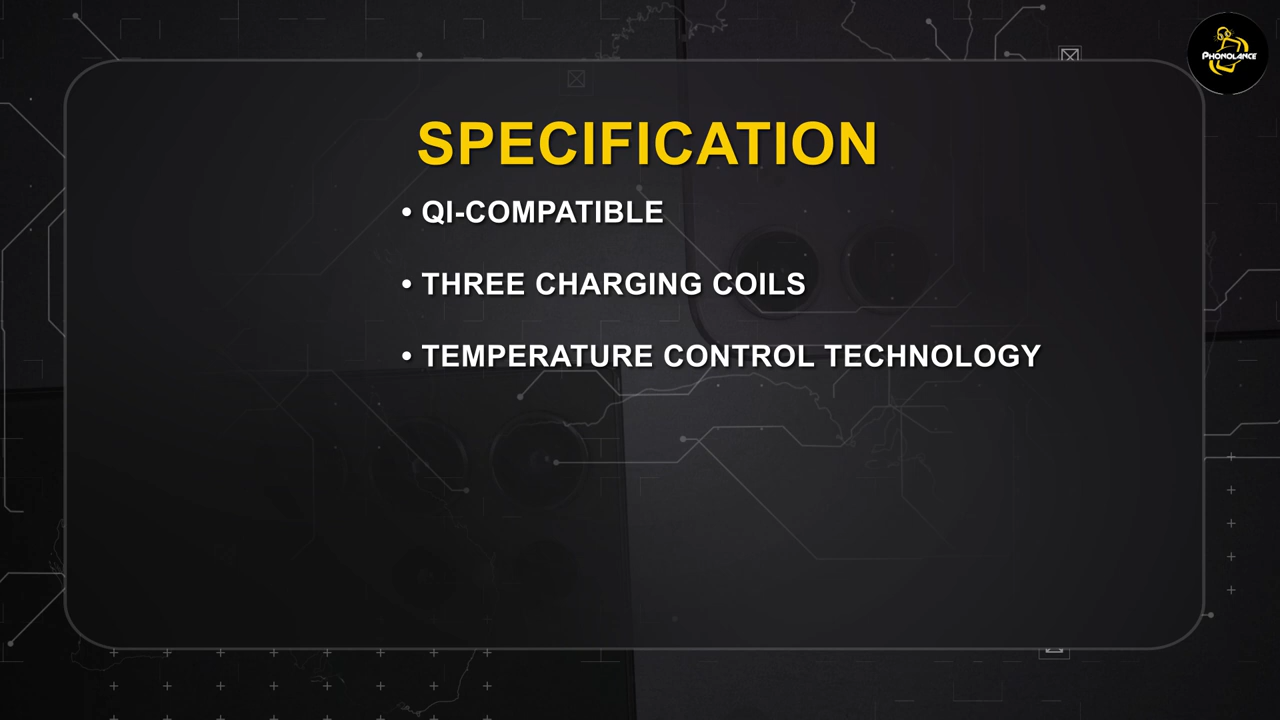 PHONOLANCE
SPECIFICATION
• QI-COMPATIBLE
• THREE CHARGING COILS
• TEMPERATURE CONTROL TECHNOLOGY